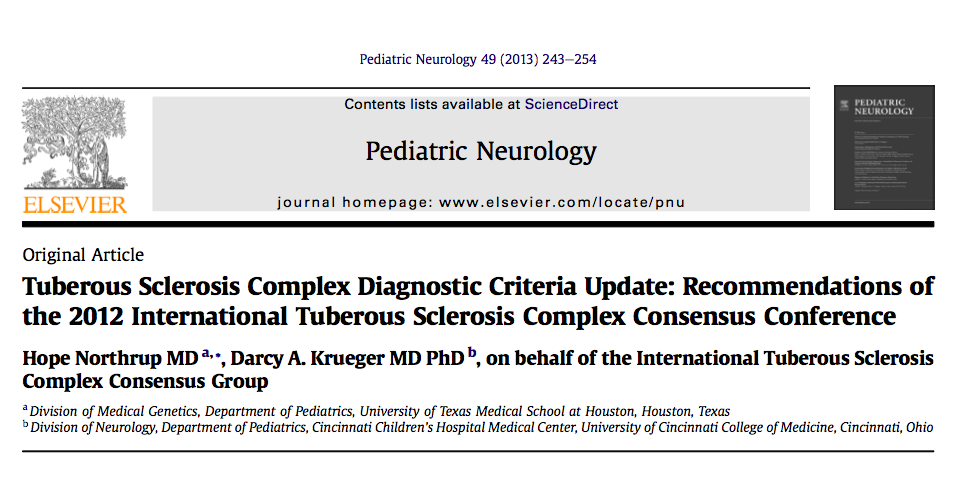 Pediatric Neurology 49 (2013) 243–254
Contents lists available at ScienceDirect
Pediatric Neurology
journal homepage: www.elsevier.com/locate/pnu
ELSEVIER
PEDIATRIC
NEUROLOGY
Original Article
Tuberous Sclerosis Complex Diagnostic Criteria Update: Recommendations of
the 2012 International Tuberous Sclerosis Complex Consensus Conference
Hope Northrup MD a,*, Darcy A. Krueger MD PhD b, on behalf of the International Tuberous Sclerosis
Complex Consensus Group
a Division of Medical Genetics, Department of Pediatrics, University of Texas Medical School at Houston, Houston, Texas
b Division of Neurology, Department of Pediatrics, Cincinnati Children's Hospital Medical Center, University of Cincinnati College of Medicine, Cincinnati, Ohio